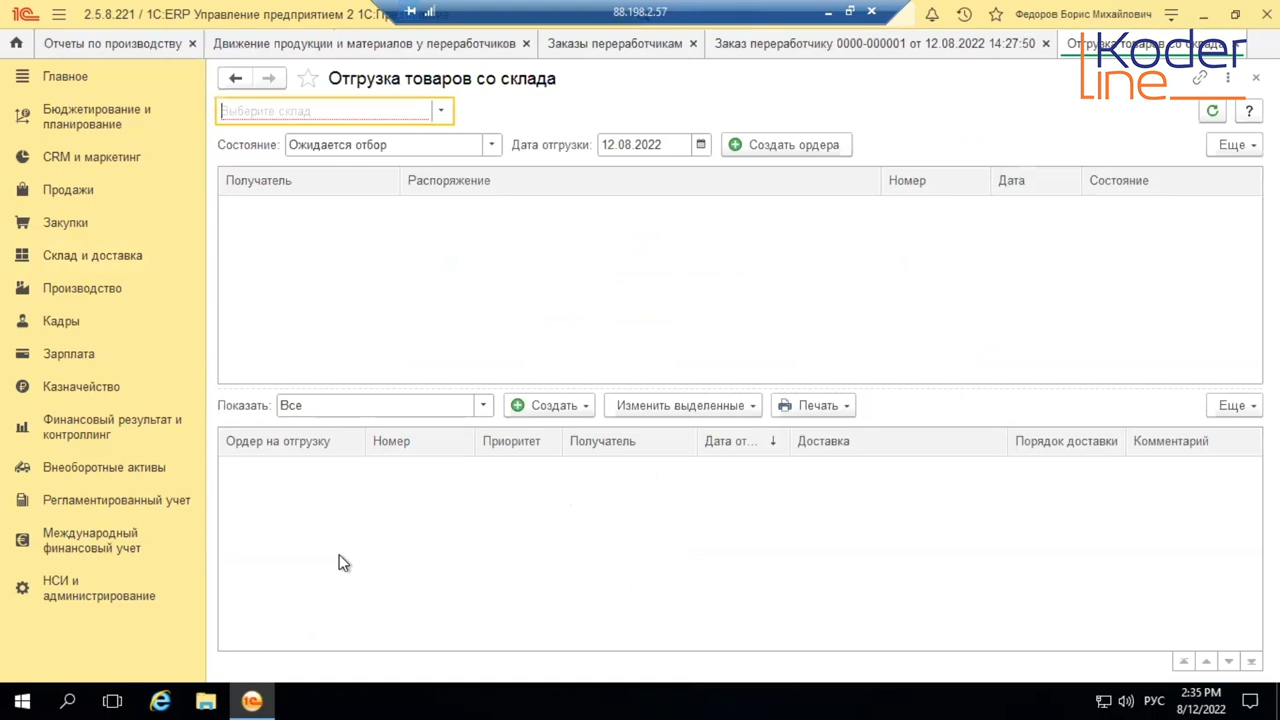 2.5.8.221 / 1С:ERP Управление предприятием 2 1С:Пр
88.198.2.57
Федоров Борис Михайлович
Отчеты по производству
Движение продукции и материалов у переработчиков
Заказы переработчикам
Заказ переработчику 0000-000001 от 12.08.2022 14:27:50
Отгрузка товаров со склада
Koder
line
Главное
Бюджетирование и
планирование
CRM и маркетинг
Продажи
Закупки
Склад и доставка
Производство
Кадры
Зарплата
Казначейство
Финансовый результат и
контроллинг
Внеоборотные активы
Регламентированный учет
Международный
финансовый учет
НСИ и
администрирование
Отгрузка товаров со склада
Выберите склад
?
Состояние: Ожидается отбор Дата отгрузки: 12.08.2022 Создать ордера Еще
Получатель Распоряжение Номер Дата Состояние
Показать: Все Создать Изменить выделенные Печать Еще
Ордер на отгрузку Номер Приоритет Получатель Дата от... ↓ Доставка Порядок доставки Комментарий
РУС
2:35 PM
8/12/2022